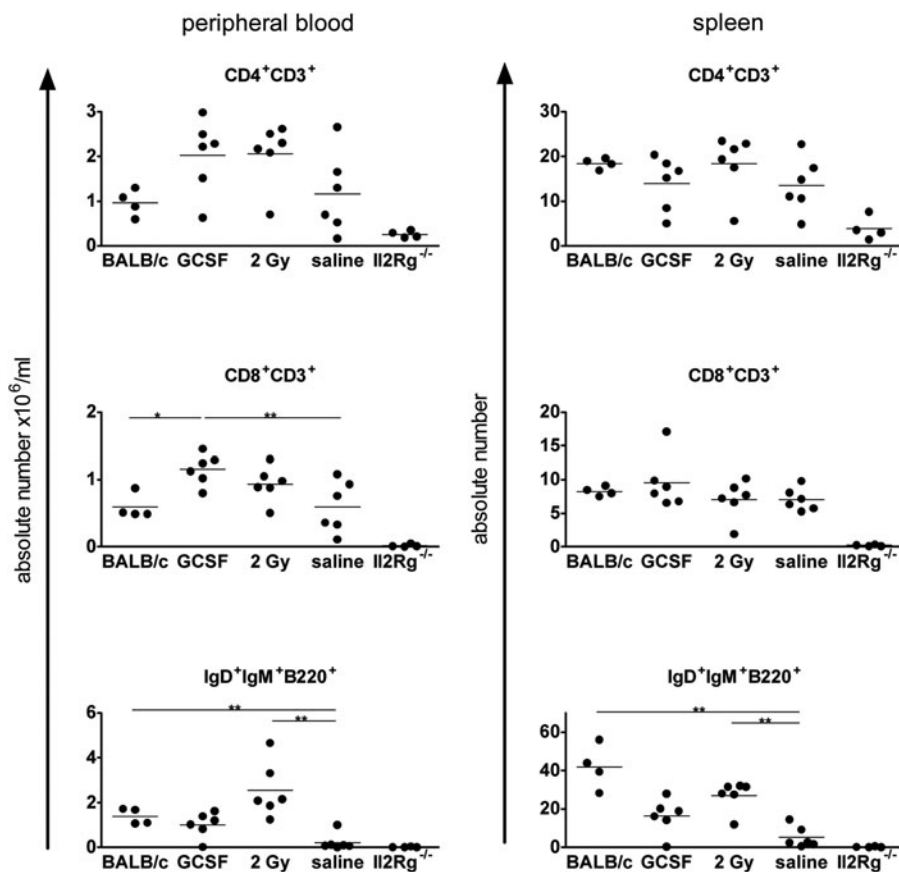 peripheral blood
spleen
CD4⁺CD3⁺
3
2
1
0
BALB/c GCSF 2 Gy saline Il2Rg⁻/⁻
CD4⁺CD3⁺
30
20
10
0
BALB/c GCSF 2 Gy saline Il2Rg⁻/⁻
absolute number x10⁶/ml
CD8⁺CD3⁺
* **
2
1
0
BALB/c GCSF 2 Gy saline Il2Rg⁻/⁻
absolute number
CD8⁺CD3⁺
20
15
10
5
0
BALB/c GCSF 2 Gy saline Il2Rg⁻/⁻
IgD⁺IgM⁺B220⁺
**
**
6
4
2
0
BALB/c GCSF 2 Gy saline Il2Rg⁻/⁻
IgD⁺IgM⁺B220⁺
**
**
60
40
20
0
BALB/c GCSF 2 Gy saline Il2Rg⁻/⁻